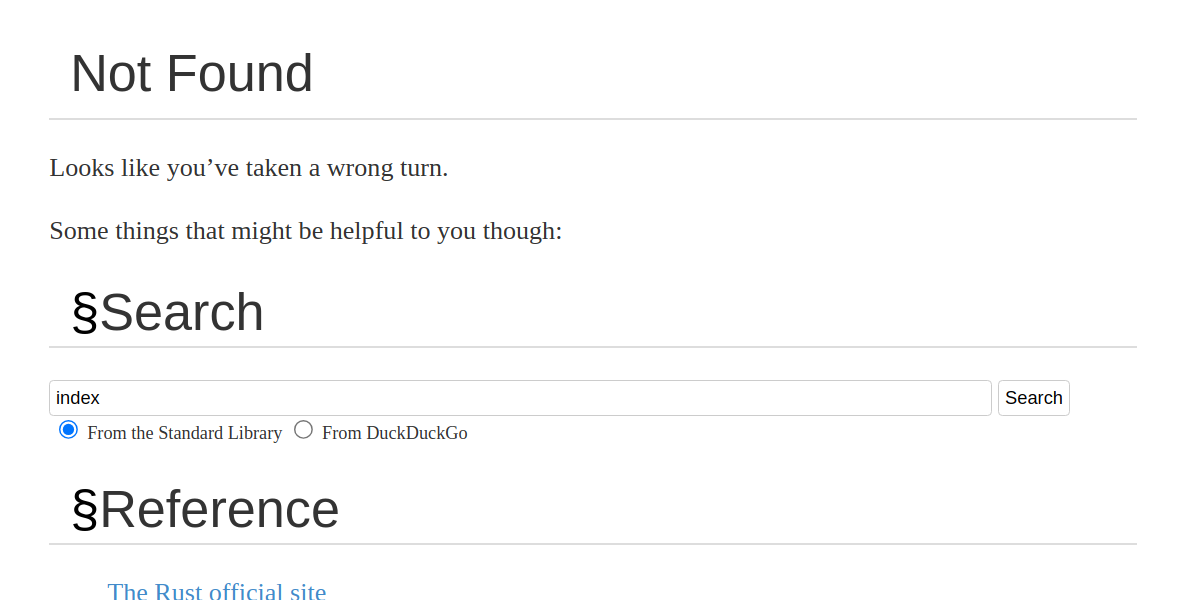 Not Found
Looks like you’ve taken a wrong turn.
Some things that might be helpful to you though:
§Search
index Search
From the Standard Library From DuckDuckGo
§Reference
The Rust official site